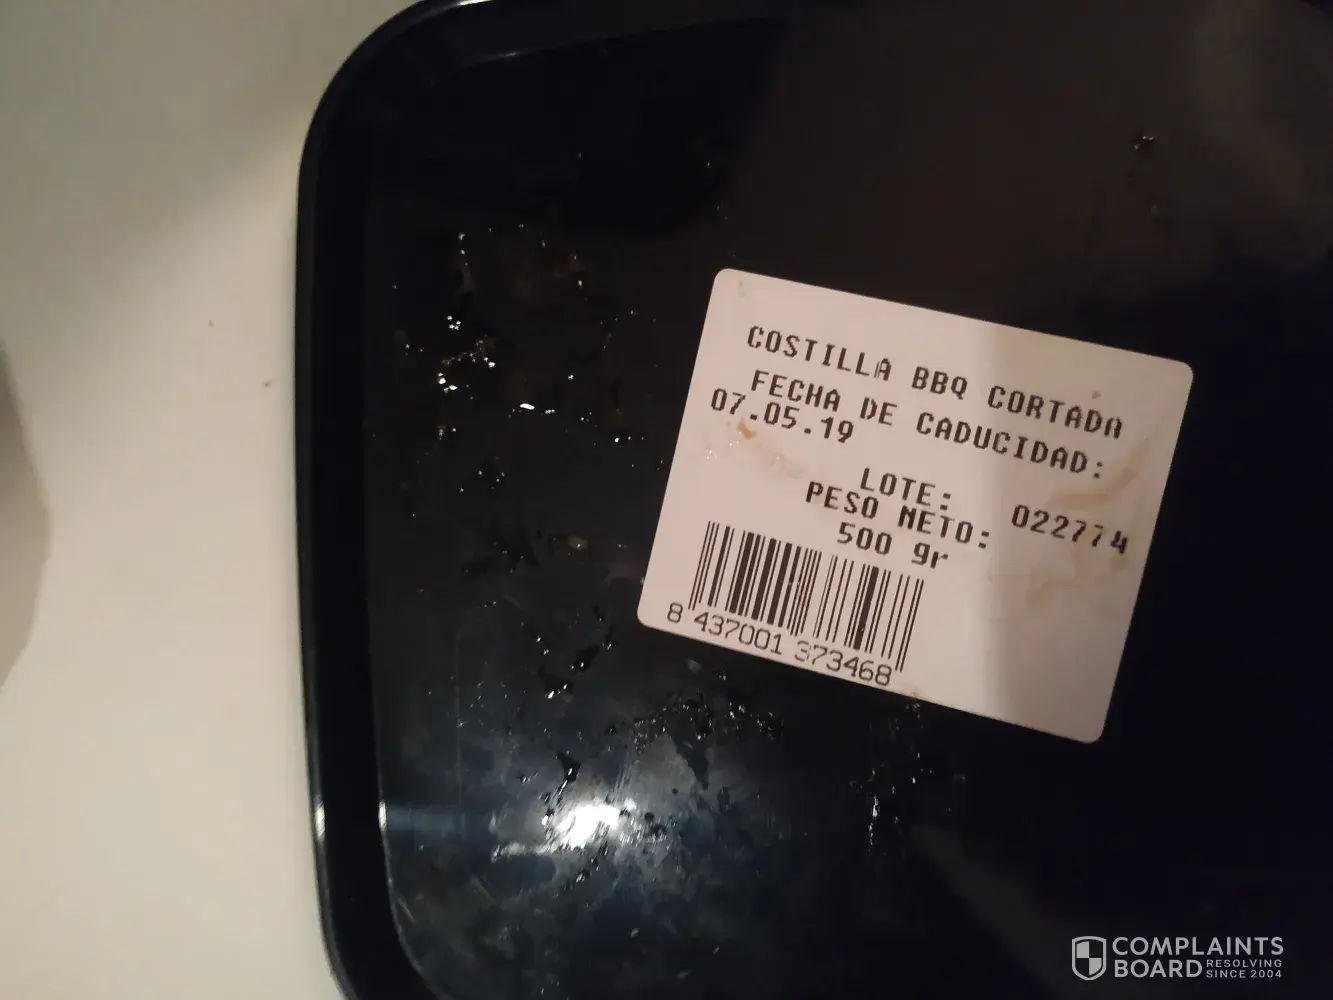 COSTILLA BBQ CORTADA
FECHA DE CADUCIDAD:
07.05.19
LOTE: 022774
PESO NETO:
500 gr
8 437001 373468
COMPLAINTS
BOARD RESOLVING
SINCE 2004